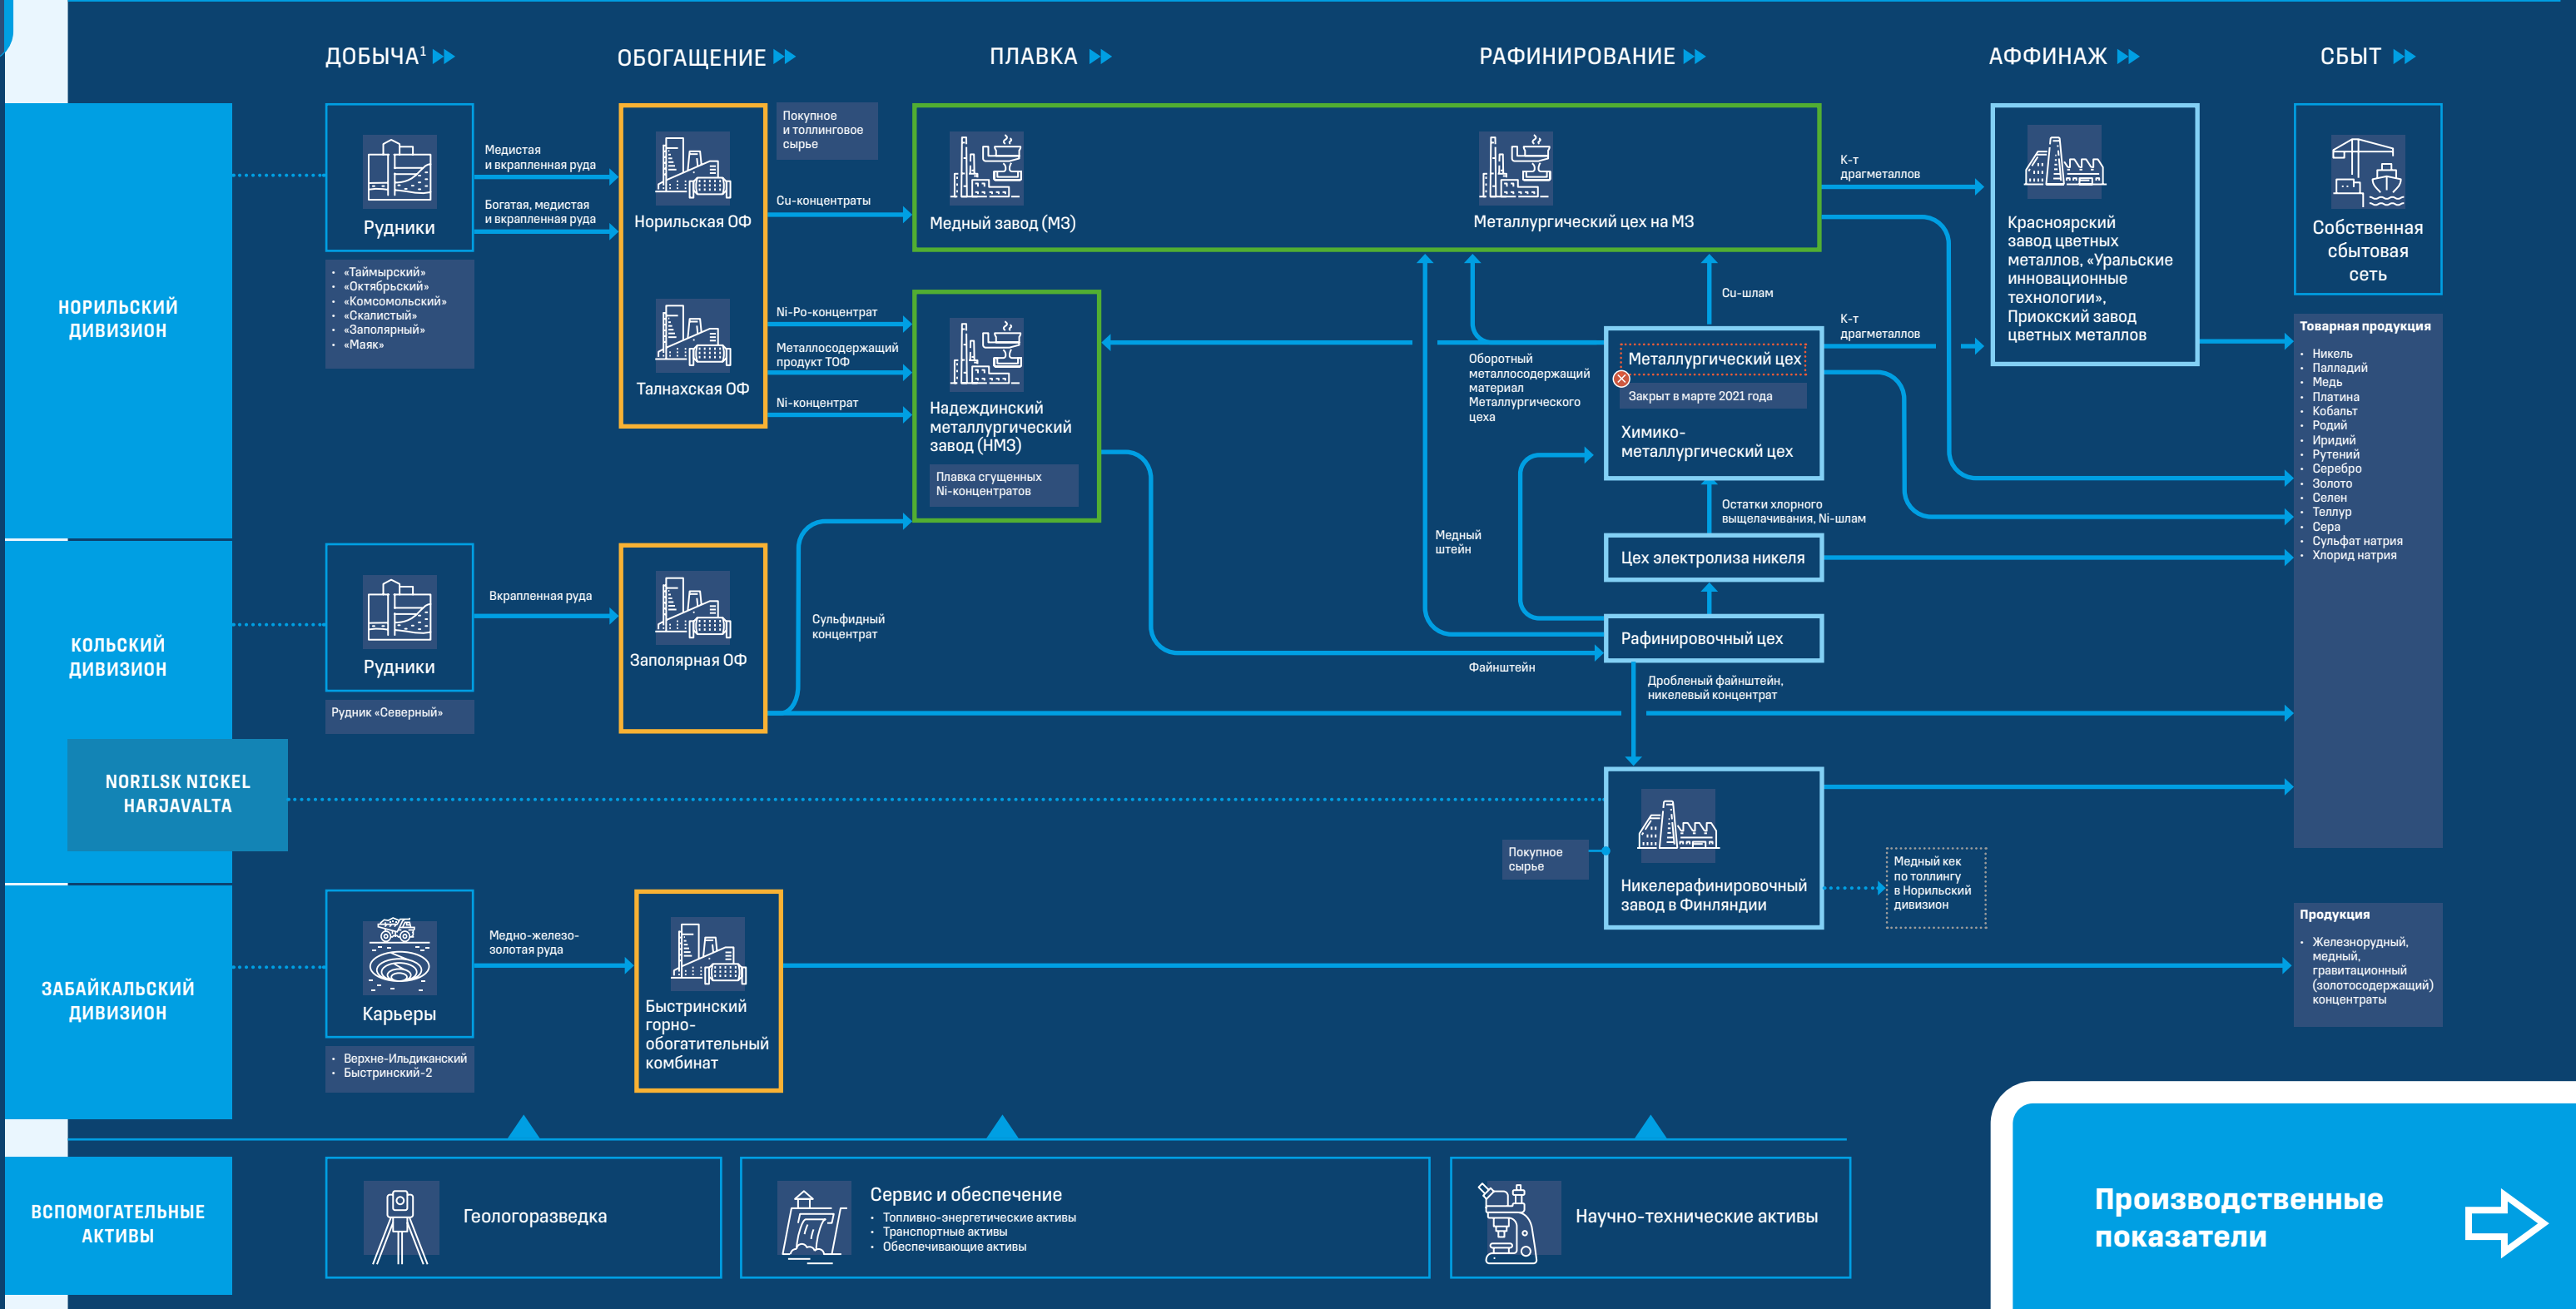 ДОБЫЧА¹
ОБОГАЩЕНИЕ
ПЛАВКА
РАФИНИРОВАНИЕ
АФФИНАЖ
СБЫТ
НОРИЛЬСКИЙ
ДИВИЗИОН
Рудники
• «Таймырский»
• «Октябрьский»
• «Комсомольский»
• «Скалистый»
• «Заполярный»
• «Маяк»
Медистая
и вкрапленная руда
Богатая, медистая
и вкрапленная руда
Норильская ОФ
Талнахская ОФ
Покупное
и толлинговое
сырье
Cu-концентраты
Ni-Po-концентрат
Металлосодержащий
продукт ТОФ
Ni-концентрат
Медный завод (МЗ)
Металлургический цех на МЗ
Надеждинский
металлургический
завод (НМЗ)
Плавка сгущенных
Ni-концентратов
Cu-шлам
Оборотный
металлосодержащий
материал
Металлургического
цеха
Металлургический цех
Закрыт в марте 2021 года
Химико-
металлургический цех
К-т
драгметаллов
К-т
драгметаллов
Красноярский
завод цветных
металлов, «Уральские
инновационные
технологии»,
Приокский завод
цветных металлов
Собственная
сбытовая
сеть
Товарная продукция
• Никель
• Палладий
• Медь
• Платина
• Кобальт
• Родий
• Иридий
• Рутений
• Серебро
• Золото
• Селен
• Теллур
• Сера
• Сульфат натрия
• Хлорид натрия
КОЛЬСКИЙ
ДИВИЗИОН
Рудники
Рудник «Северный»
Вкрапленная руда
Заполярная ОФ
Сульфидный
концентрат
Медный
штейн
Файнштейн
Остатки хлорного
выщелачивания, Ni-шлам
Цех электролиза никеля
Рафинировочный цех
Дробленый файнштейн,
никелевый концентрат
NORILSK NICKEL
HARJAVALTA
Покупное
сырье
Никелерафинировочный
завод в Финляндии
Медный кек
по толлингу
в Норильский
дивизион
ЗАБАЙКАЛЬСКИЙ
ДИВИЗИОН
Карьеры
• Верхне-Ильдиканский
• Быстринский-2
Медно-железо-
золотая руда
Быстринский
горно-
обогатительный
комбинат
Продукция
• Железнорудный,
медный,
гравитационный
(золотосодержащий)
концентраты
ВСПОМОГАТЕЛЬНЫЕ
АКТИВЫ
Геологоразведка
Сервис и обеспечение
• Топливно-энергетические активы
• Транспортные активы
• Обеспечивающие активы
Научно-технические активы
Производственные
показатели